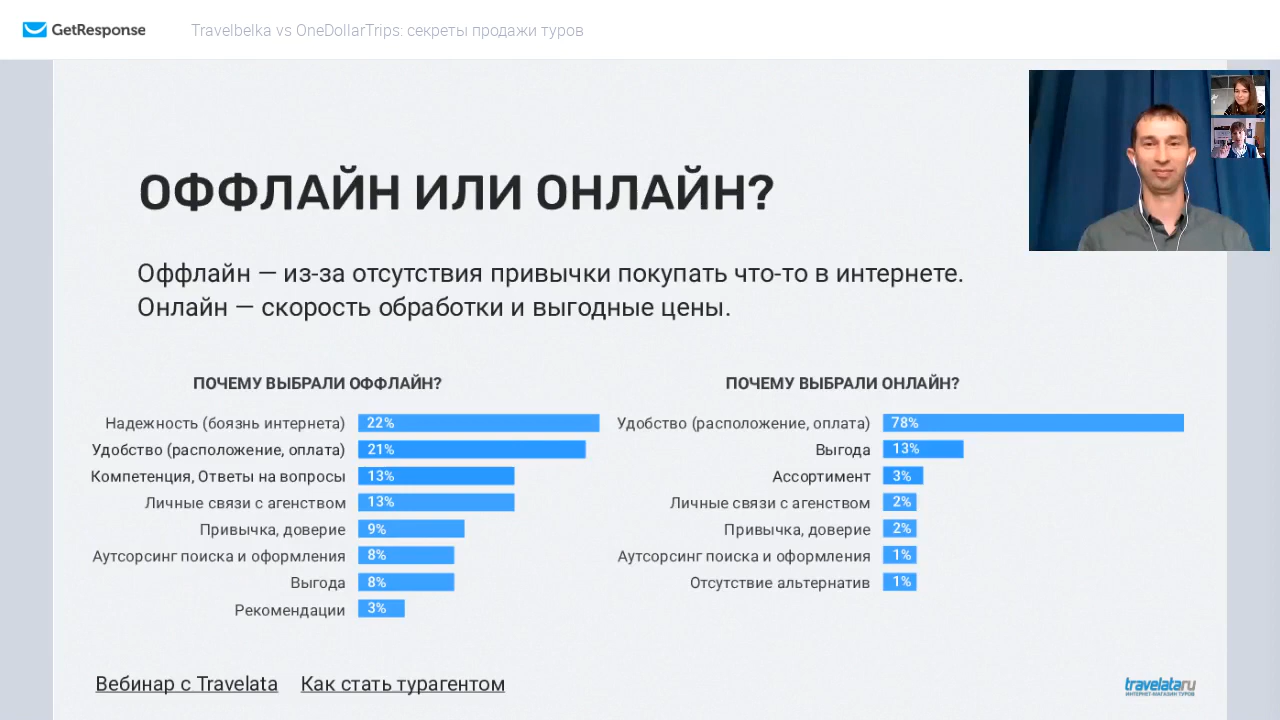 GetResponse
Travelbelka vs OneDollarTrips: секреты продажи туров
ОФФЛАЙН ИЛИ ОНЛАЙН?
Оффлайн — из-за отсутствия привычки покупать что-то в интернете.
Онлайн — скорость обработки и выгодные цены.
ПОЧЕМУ ВЫБРАЛИ ОФФЛАЙН?
Надежность (боязнь интернета) 22%
Удобство (расположение, оплата) 21%
Компетенция, Ответы на вопросы 13%
Личные связи с агенством 13%
Привычка, доверие 9%
Аутсорсинг поиска и оформления 8%
Выгода 8%
Рекомендации 3%
ПОЧЕМУ ВЫБРАЛИ ОНЛАЙН?
Удобство (расположение, оплата) 78%
Выгода 13%
Ассортимент 3%
Личные связи с агенством 2%
Привычка, доверие 2%
Аутсорсинг поиска и оформления 1%
Отсутствие альтернатив 1%
Вебинар с Travelata Как стать турагентом
travelata.ru
ИНТЕРНЕТ-МАГАЗИН ТУРОВ